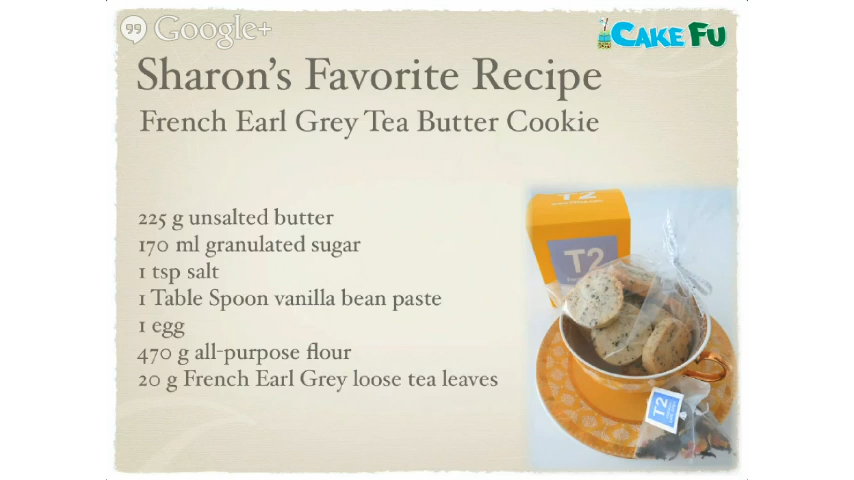 Google+
CAKE FU
Sharon's Favorite Recipe
French Earl Grey Tea Butter Cookie
225 g unsalted butter
170 ml granulated sugar
1 tsp salt
1 Table Spoon vanilla bean paste
1 egg
470 g all-purpose flour
20 g French Earl Grey loose tea leaves
T2
T2
T2